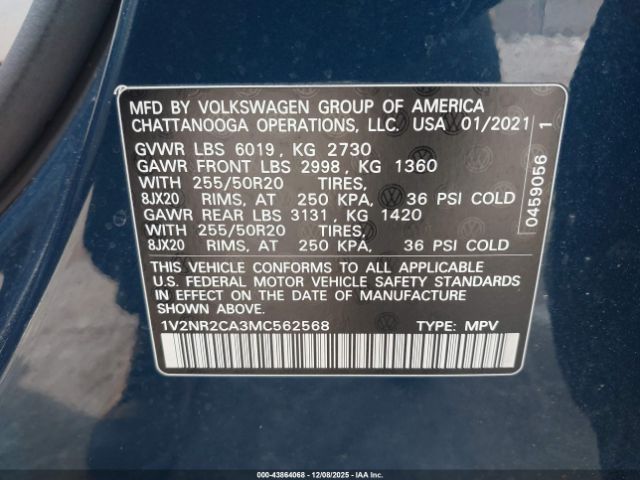 MFD BY VOLKSWAGEN GROUP OF AMERICA
CHATTANOOGA OPERATIONS, LLC. USA 01/2021
GVWR LBS 6019, KG 2730
GAWR FRONT LBS 2998, KG 1360
WITH 255/50R20 TIRES,
8JX20 RIMS, AT 250 KPA, 36 PSI COLD
GAWR REAR LBS 3131, KG 1420
WITH 255/50R20 TIRES,
8JX20 RIMS, AT 250 KPA, 36 PSI COLD
THIS VEHICLE CONFORMS TO ALL APPLICABLE
U.S. FEDERAL MOTOR VEHICLE SAFETY STANDARDS
IN EFFECT ON THE DATE OF MANUFACTURE
SHOWN ABOVE.
1V2NR2CA3MC562568 TYPE: MPV
0459056 1
000-43864068 - 12/08/2025 - IAA Inc.